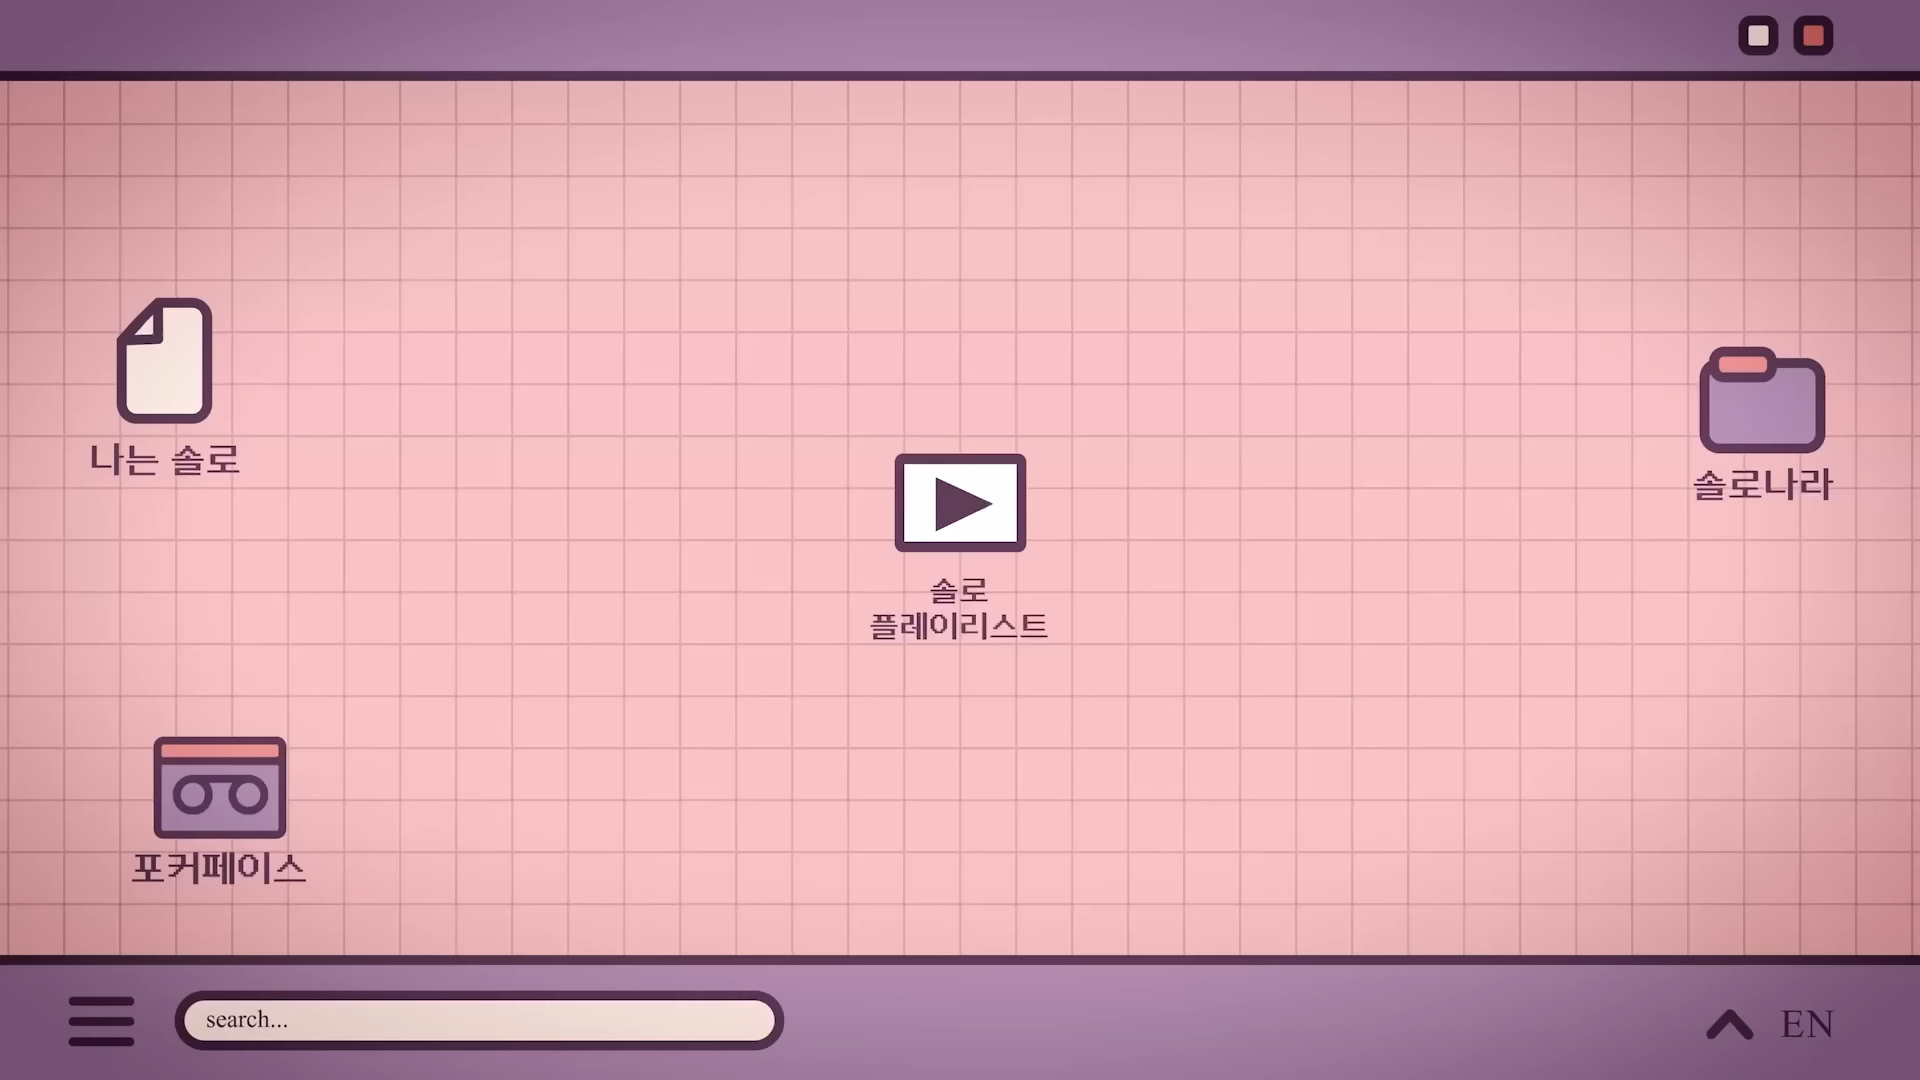 나는 솔로
솔로나라
솔로
플레이리스트
포커페이스
search...
EN